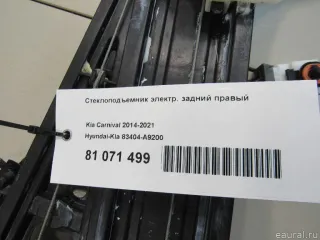 Стеклоподъемник электр. задний правый
Kia Carnival 2014-2021
Hyundai-Kia 83404-A9200
81 071 499
eaural.ru